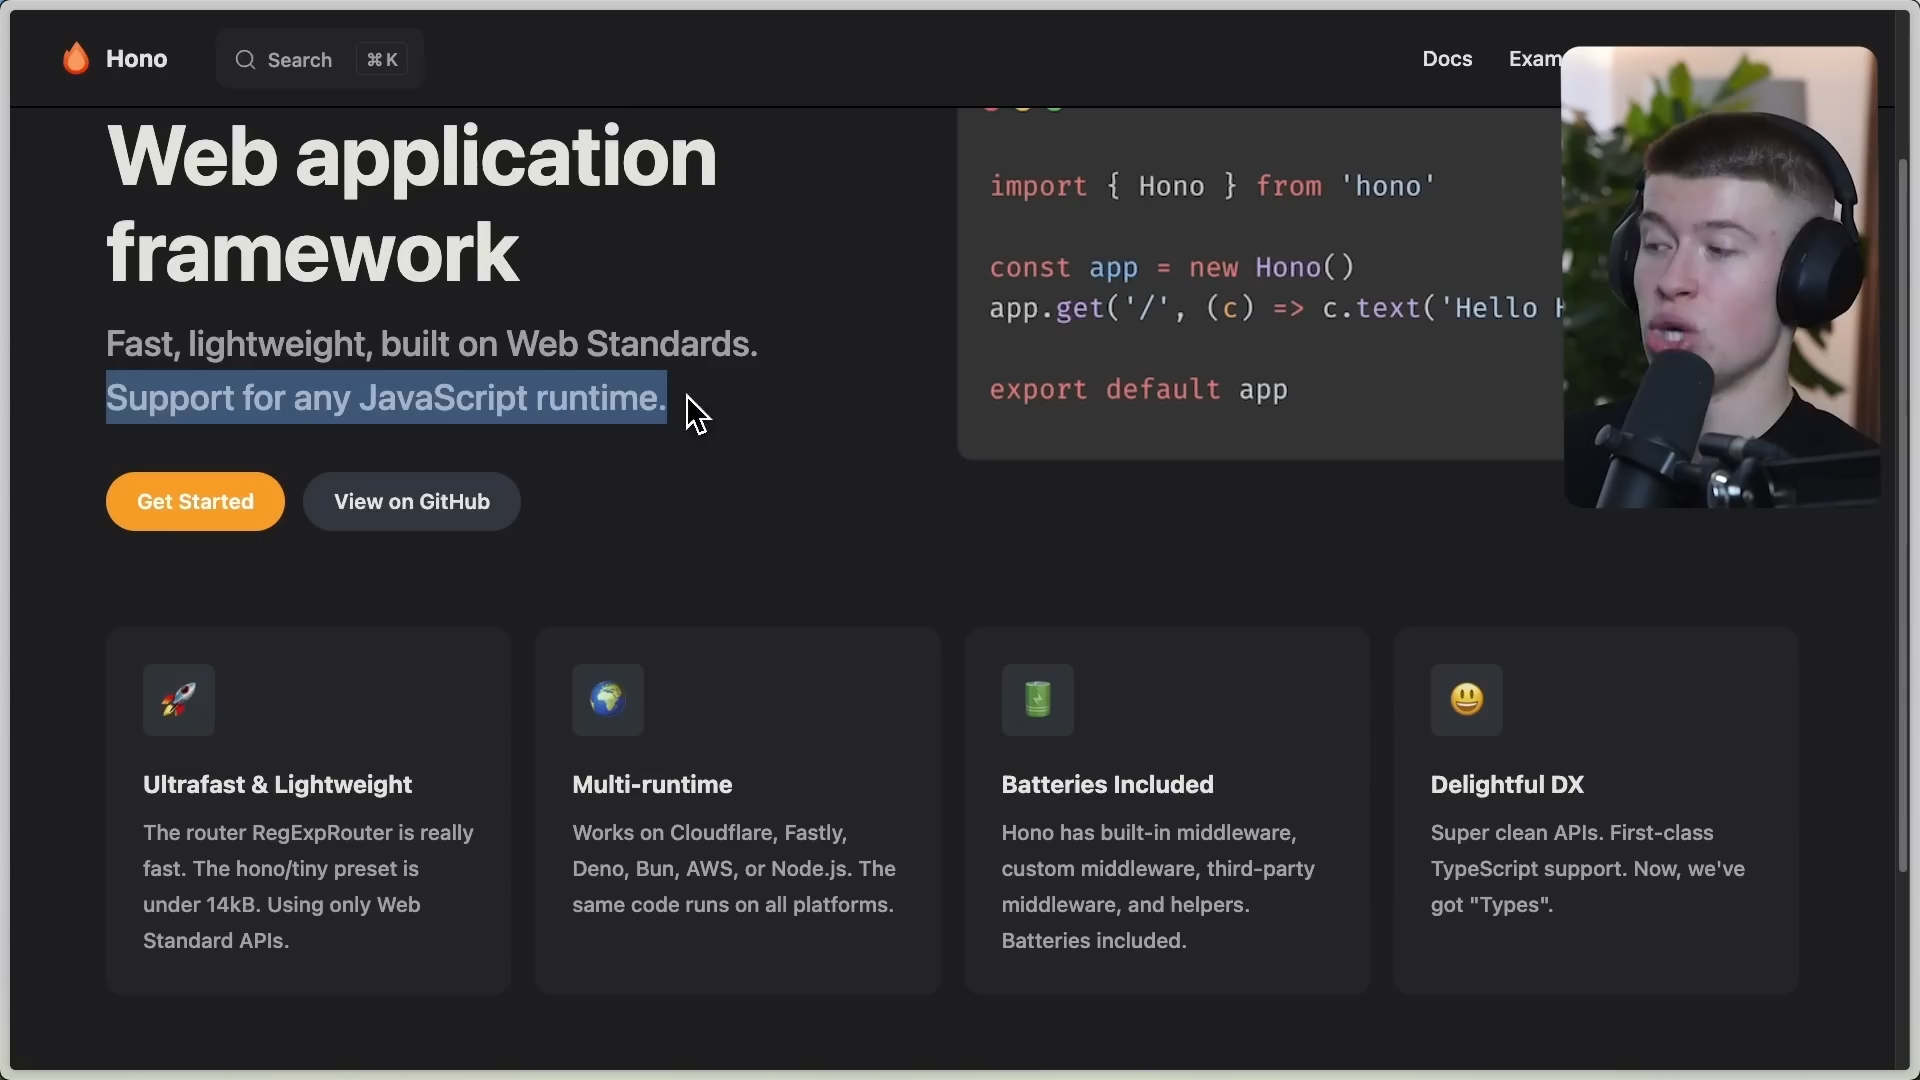 Hono
Search
⌘ K
Docs
Exam
Web application
framework
Fast, lightweight, built on Web Standards.
Support for any JavaScript runtime.
Get Started
View on GitHub
import { Hono } from 'hono'
const app = new Hono()
app.get('/', (c) => c.text('Hello
export default app
Ultrafast & Lightweight
The router RegExpRouter is really
fast. The hono/tiny preset is
under 14kB. Using only Web
Standard APIs.
Multi-runtime
Works on Cloudflare, Fastly,
Deno, Bun, AWS, or Node.js. The
same code runs on all platforms.
Batteries Included
Hono has built-in middleware,
custom middleware, third-party
middleware, and helpers.
Batteries included.
Delightful DX
Super clean APIs. First-class
TypeScript support. Now, we've
got "Types".